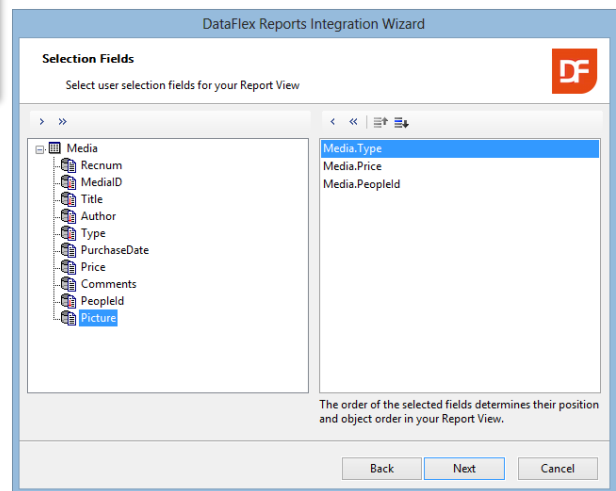 DataFlex Reports Integration Wizard
Selection Fields
Select user selection fields for your Report View
DF
Media
Recnum
MediaID
Title
Author
Type
PurchaseDate
Price
Comments
PeopleId
Picture
Media.Type
Media.Price
Media.PeopleId
The order of the selected fields determines their position
and object order in your Report View.
Back Next Cancel